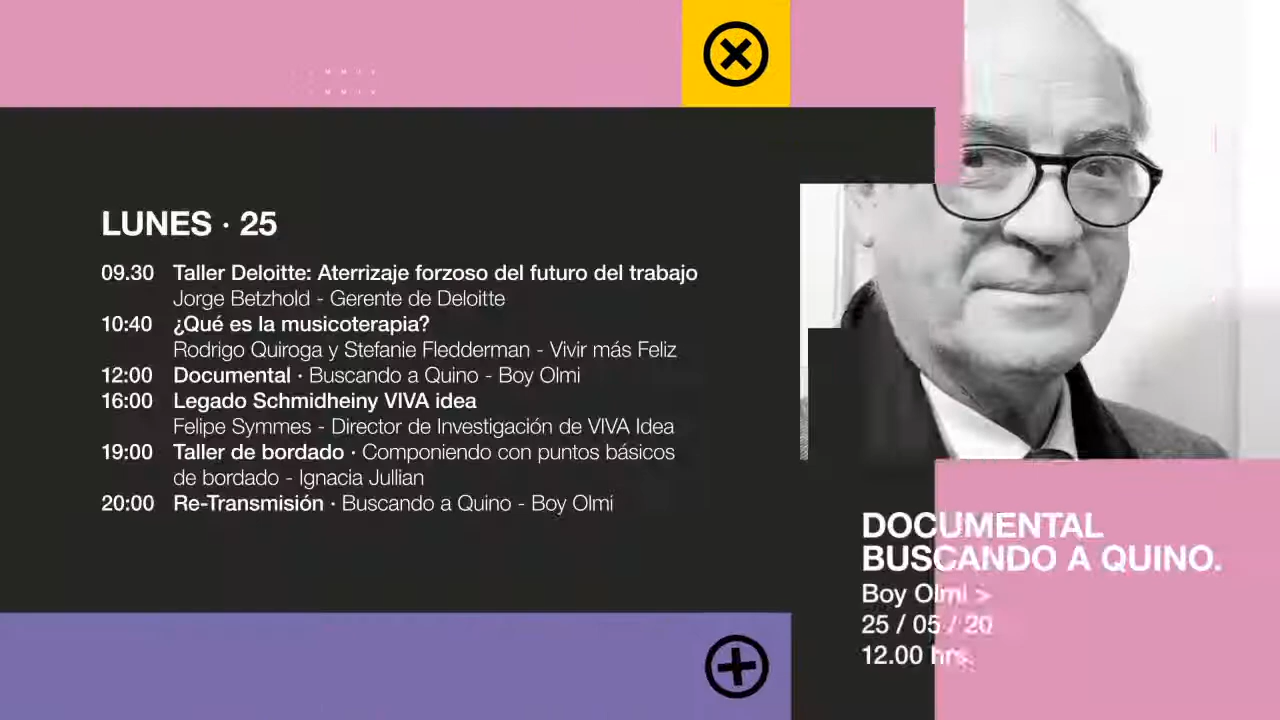 LUNES · 25
09.30 Taller Deloitte: Aterrizaje forzoso del futuro del trabajo
Jorge Betzhold - Gerente de Deloitte
10:40 ¿Qué es la musicoterapia?
Rodrigo Quiroga y Stefanie Fledderman - Vivir más Feliz
12:00 Documental · Buscando a Quino - Boy Olmi
16:00 Legado Schmidheiny VIVA idea
Felipe Symmes - Director de Investigación de VIVA Idea
19:00 Taller de bordado · Componiendo con puntos básicos
de bordado - Ignacia Jullian
20:00 Re-Transmisión · Buscando a Quino - Boy Olmi
DOCUMENTAL
BUSCANDO A QUINO.
Boy Olmi >
25 / 05 / 20
12.00 hrs.